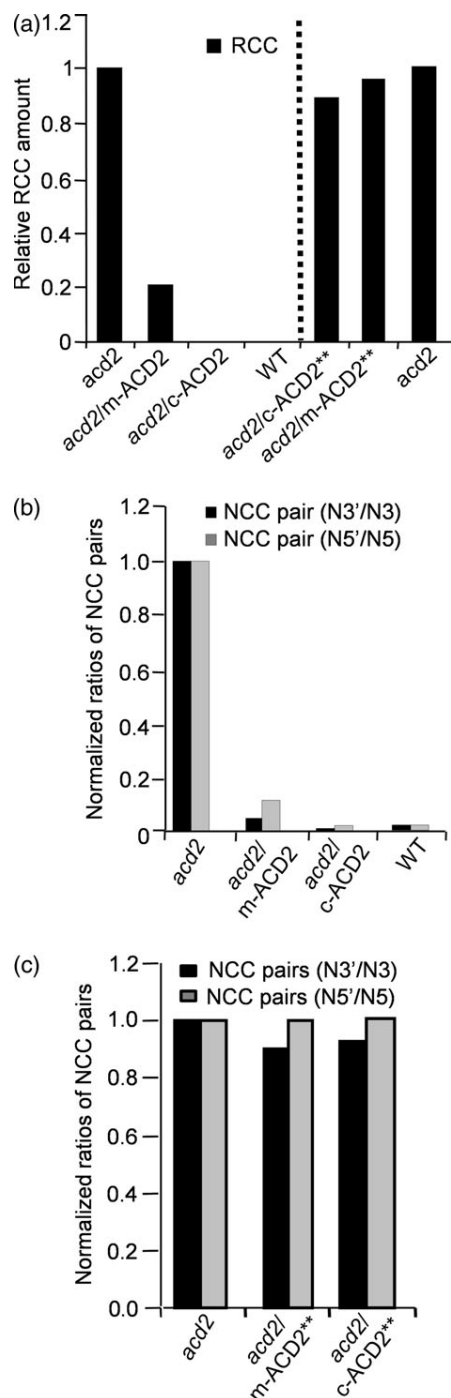 (a)
1.2
1
0.8
0.6
0.4
0.2
0
Relative RCC amount
RCC
acd2
acd2/m-ACD2
acd2/c-ACD2
WT
acd2/c-ACD2**
acd2/m-ACD2**
acd2
(b)
NCC pair (N3'/N3)
NCC pair (N5'/N5)
1.2
1.0
0.8
0.6
0.4
0.2
0
Normalized ratios of NCC pairs
acd2
acd2/
m-ACD2
acd2/
c-ACD2
WT
(c)
NCC pairs (N3'/N3)
NCC pairs (N5'/N5)
1.2
1.0
0.8
0.6
0.4
0.2
0.0
Normalized ratios of NCC pairs
acd2
acd2/
m-ACD2**
acd2/
c-ACD2**